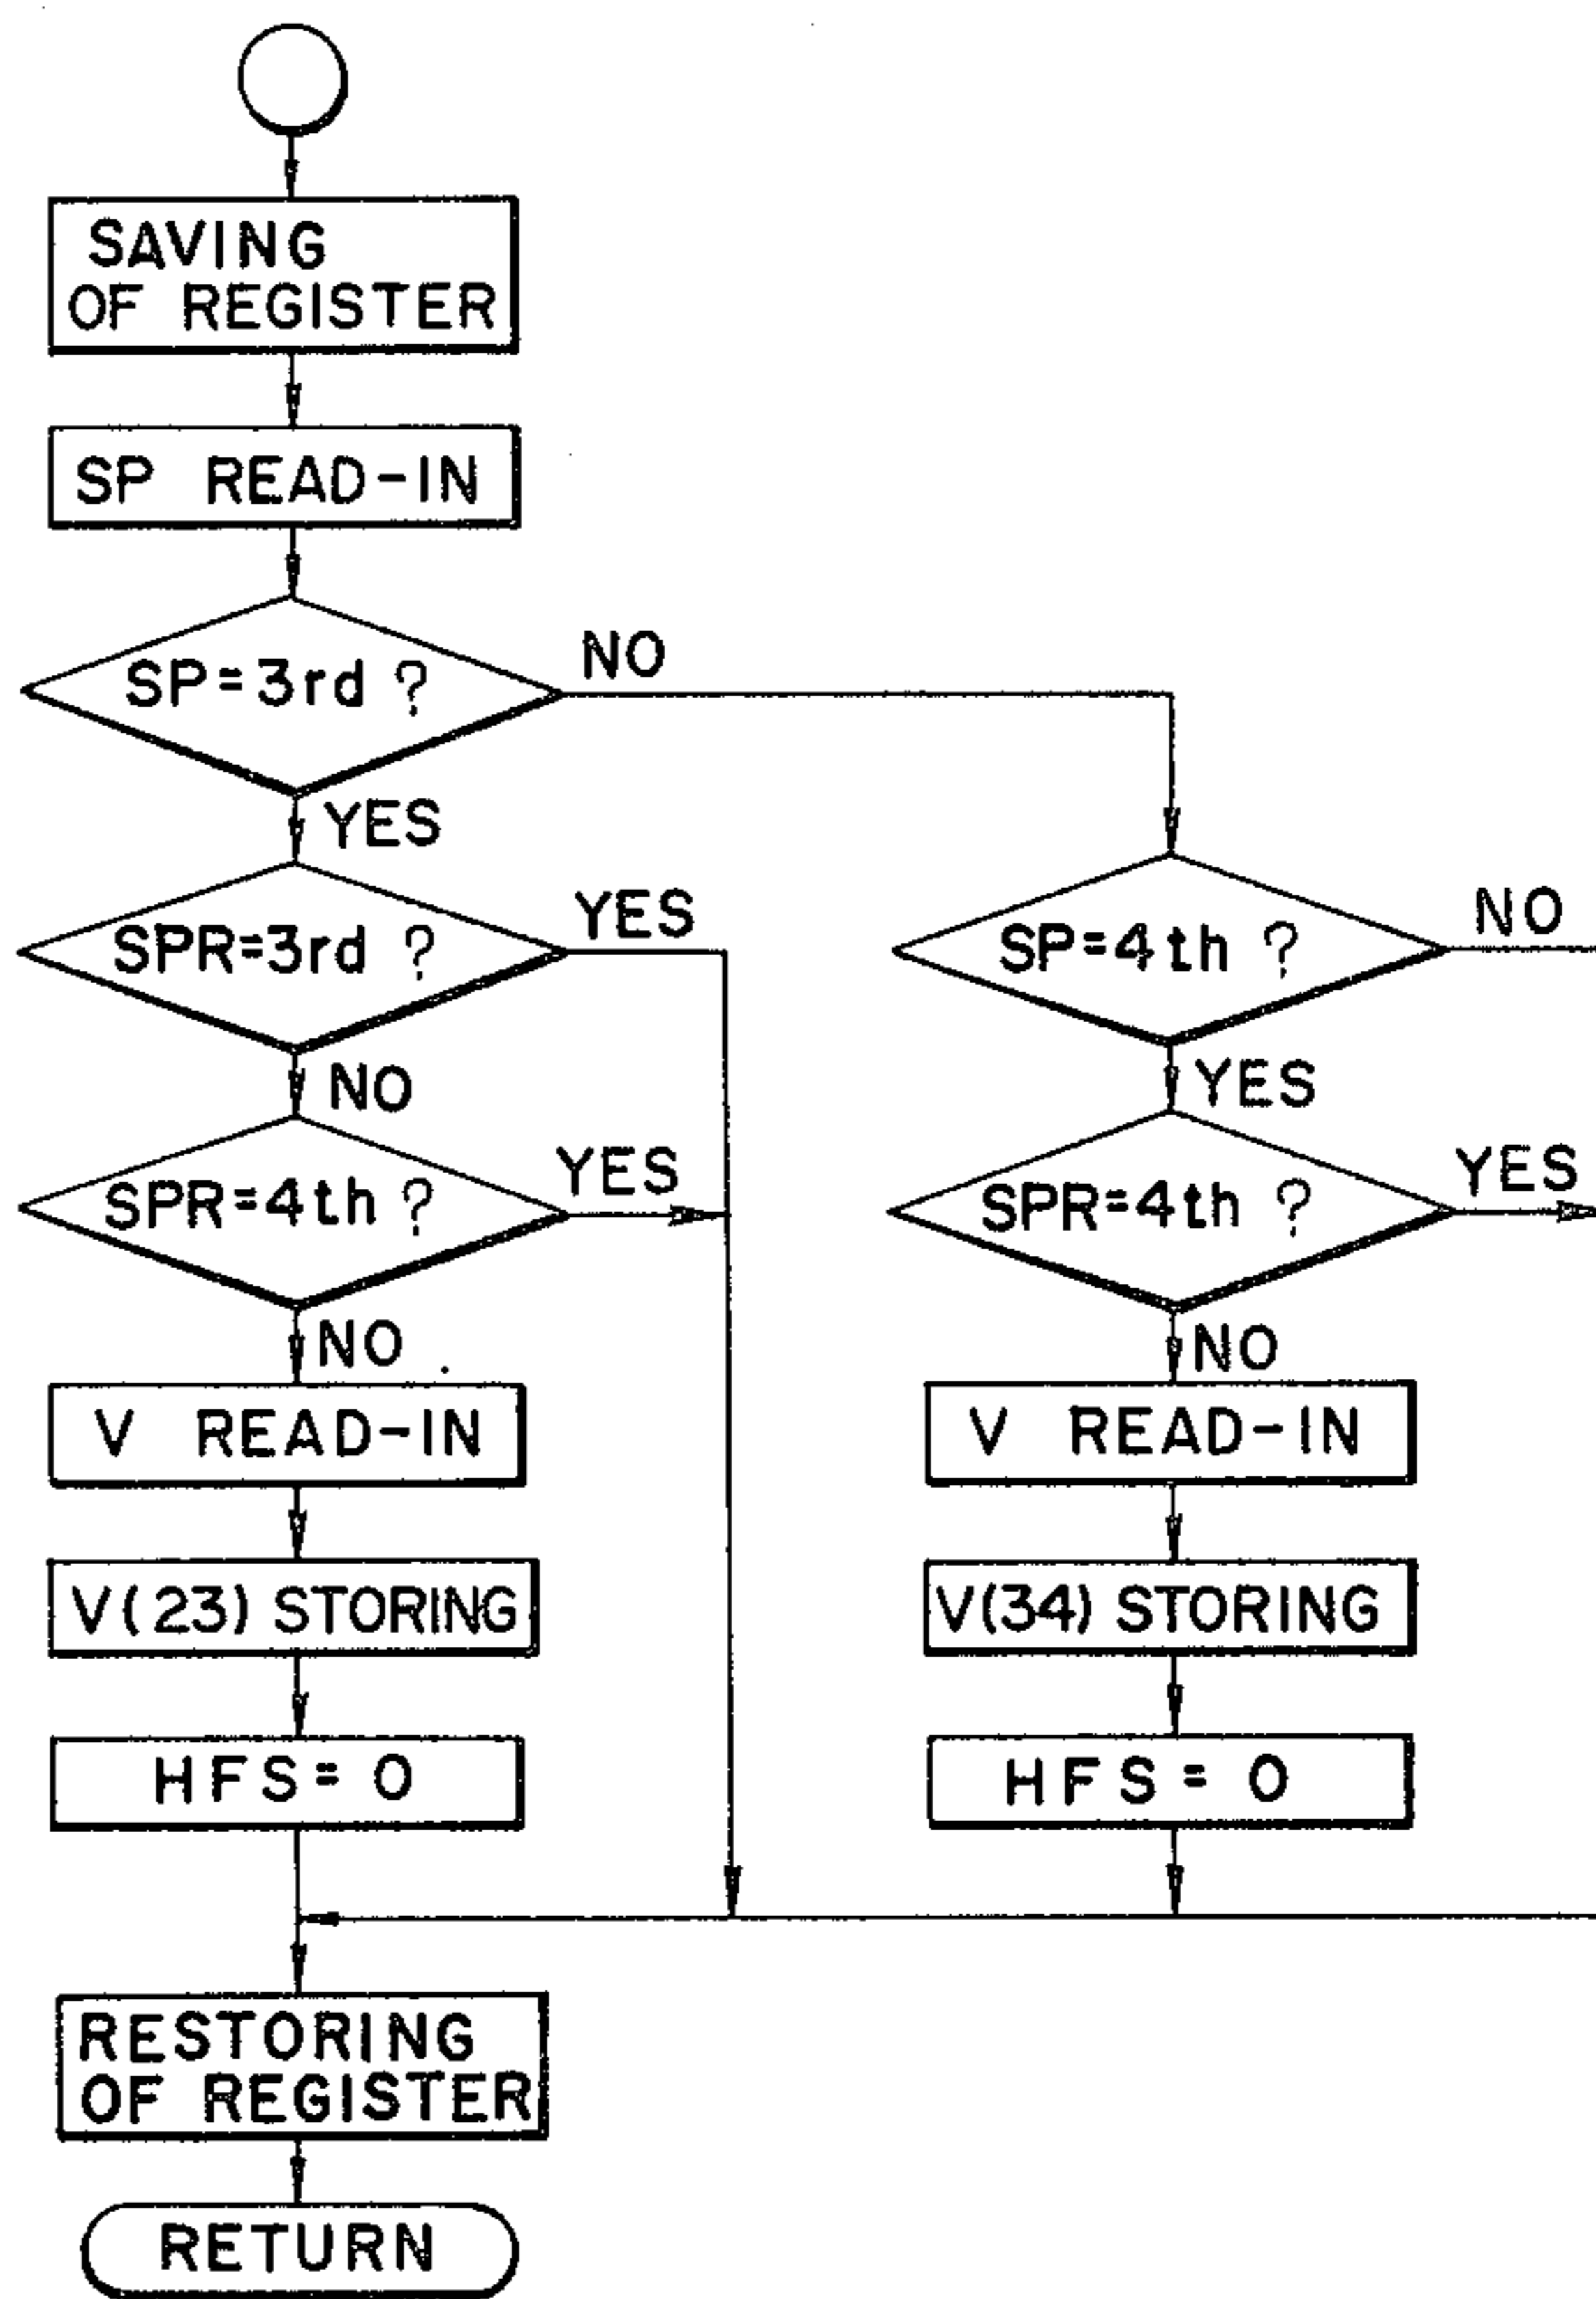 SAVING
OF REGISTER
SP READ-IN
SP=3rd ?
NO
YES
SPR=3rd ?
YES
NO
SPR=4th ?
YES
NO
V READ-IN
V(23) STORING
HFS=0
SP=4th ?
NO
YES
SPR=4th ?
YES
NO
V READ-IN
V(34) STORING
HFS = 0
RESTORING
OF REGISTER
RETURN